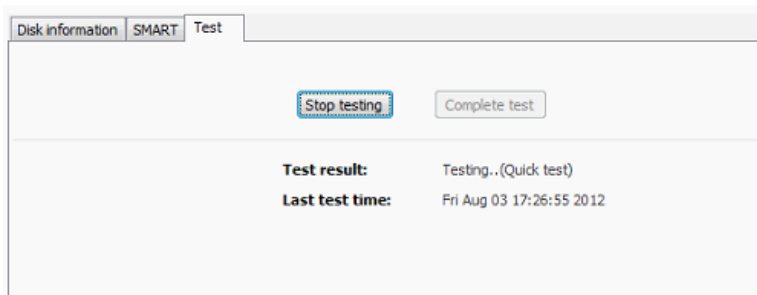 Disk information SMART Test
Stop testing Complete test
Test result: Testing..(Quick test)
Last test time: Fri Aug 03 17:26:55 2012